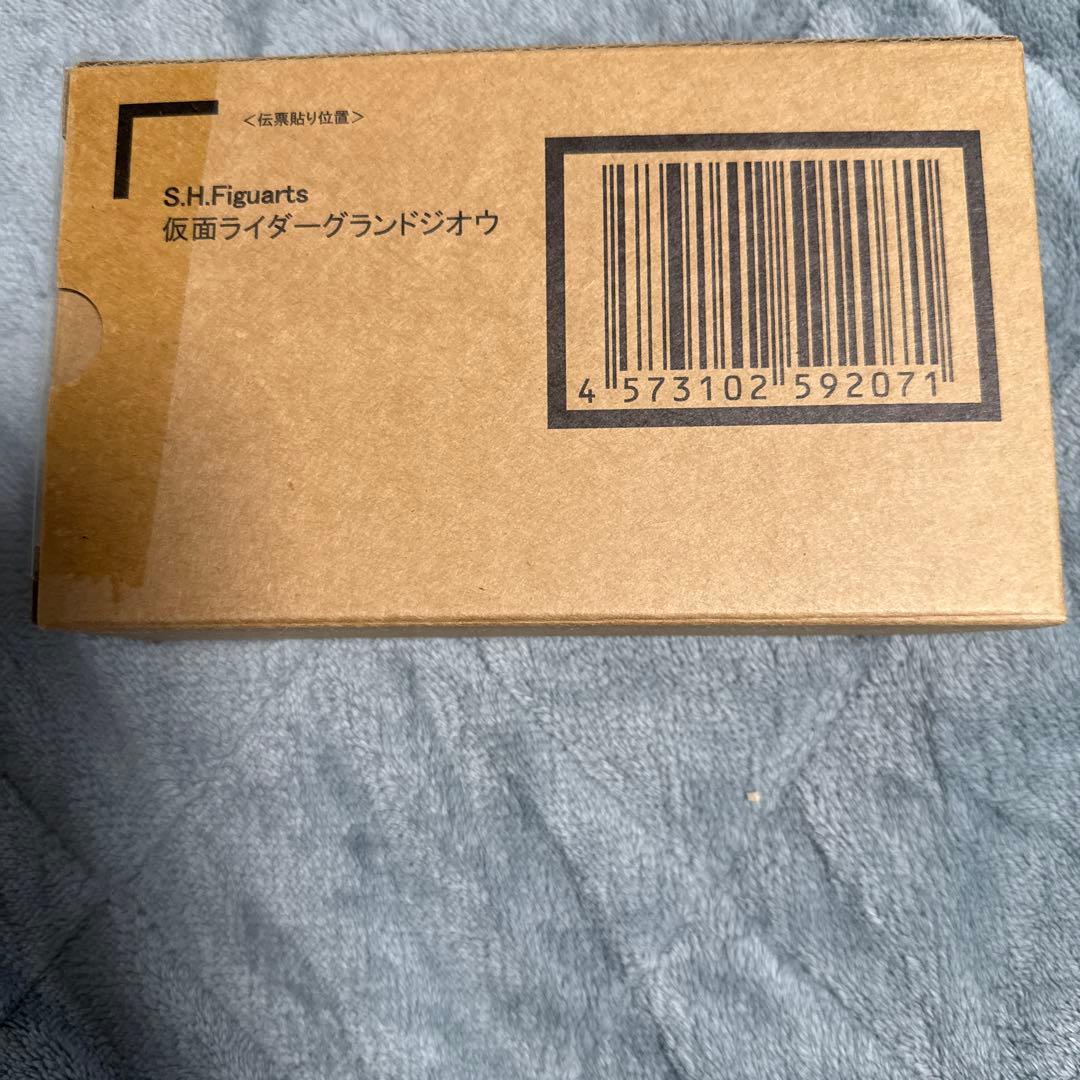 <伝票貼り位置>
S.H.Figuarts
仮面ライダーグランドジオウ
4 573102 592071